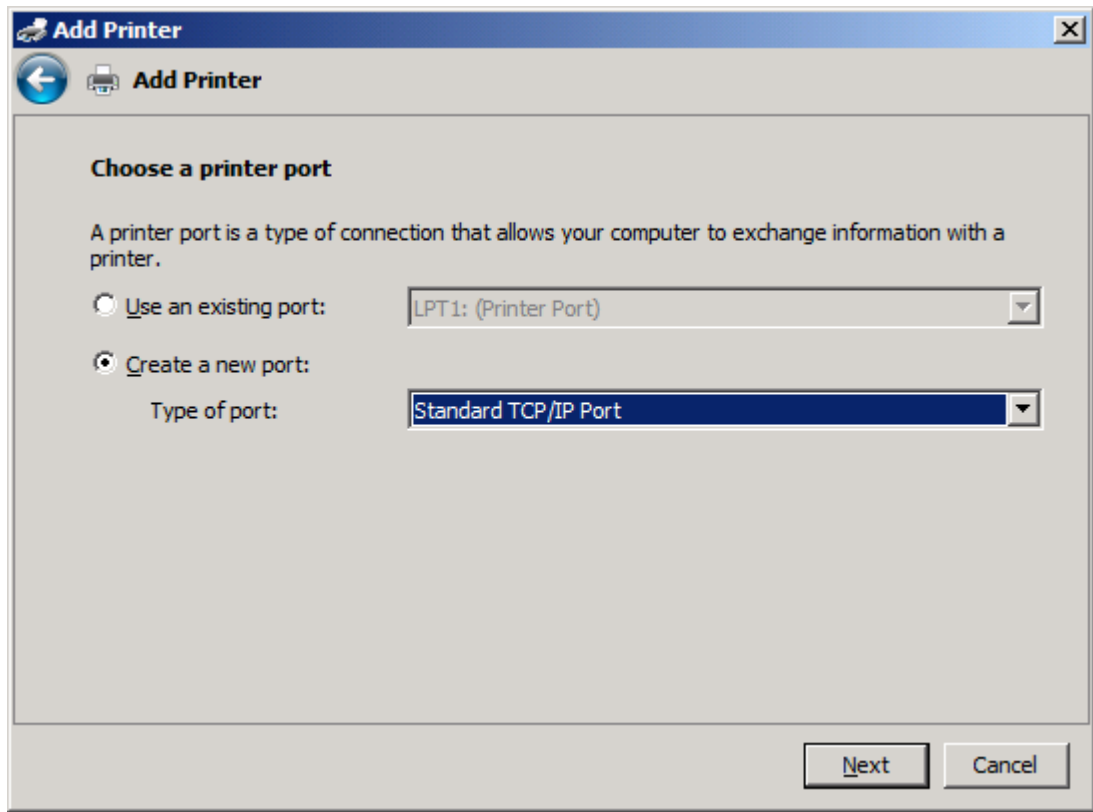 Add Printer
Add Printer
Choose a printer port
A printer port is a type of connection that allows your computer to exchange information with a
printer.
Use an existing port: LPT1: (Printer Port)
Create a new port:
Type of port: Standard TCP/IP Port
Next Cancel